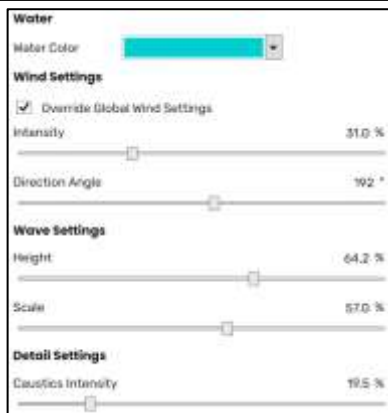 Water
Water Color
Wind Settings
Override Global Wind Settings
Intensity 31.0 %
Direction Angle 192 °
Wave Settings
Height 64.2 %
Scale 57.0 %
Detail Settings
Caustics Intensity 19.5 %